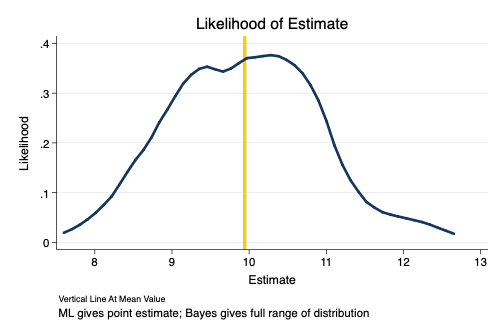 Likelihood of Estimate
.4
.3
.2
.1
0
Likelihood
8 9 10 11 12 13
Estimate
Vertical Line At Mean Value
ML gives point estimate; Bayes gives full range of distribution